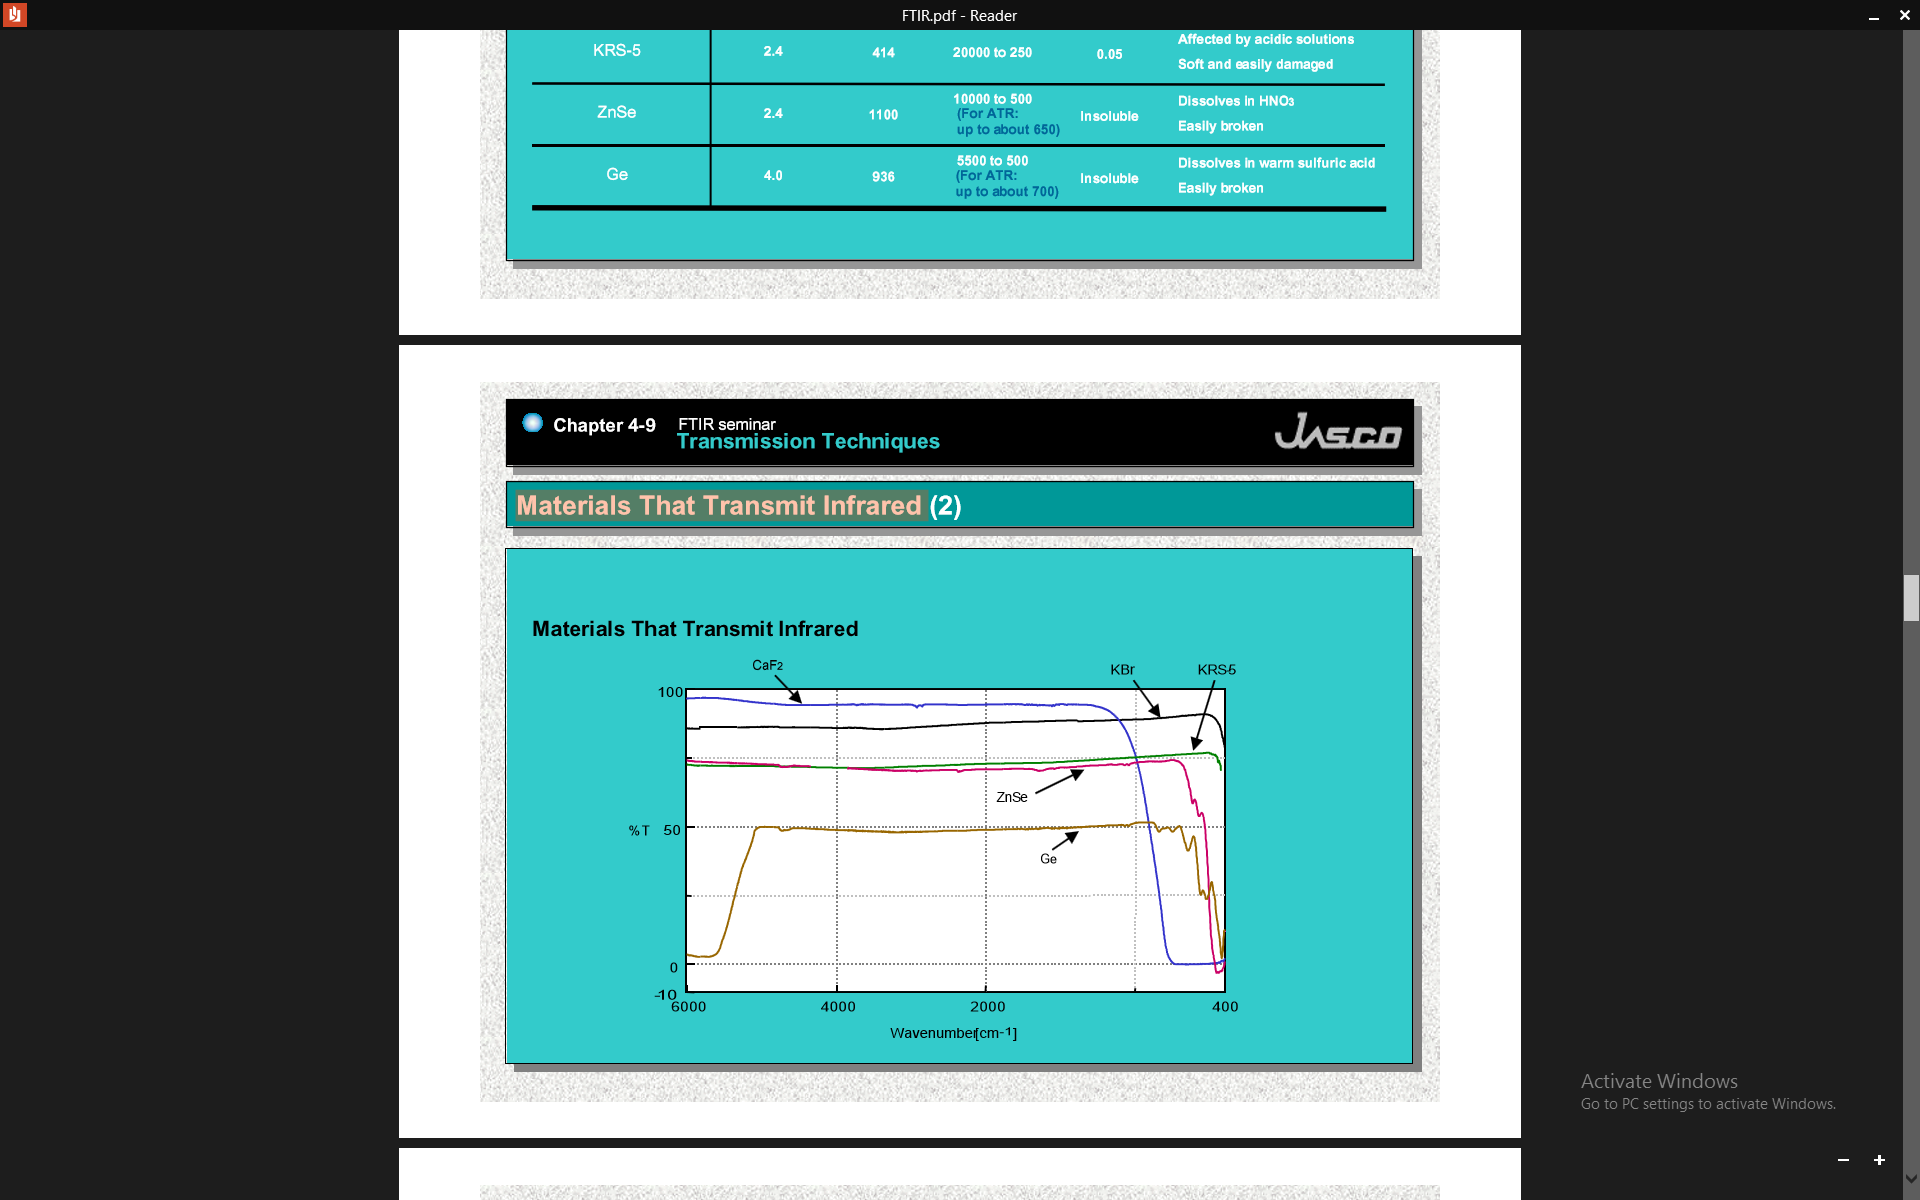 FTIR.pdf - Reader
KRS-5 2.4 414 20000 to 250 0.05 Affected by acidic solutions
Soft and easily damaged
ZnSe 2.4 1100 10000 to 500 Insoluble Dissolves in HNO3
(For ATR:
up to about 650)
Easily broken
Ge 4.0 936 5500 to 500 Insoluble Dissolves in warm sulfuric acid
(For ATR:
up to about 700)
Easily broken
Chapter 4-9 FTIR seminar
Transmission Techniques
JASCO
Materials That Transmit Infrared (2)
Materials That Transmit Infrared
CaF2 KBr KRS-5
100
ZnSe
%T 50
Ge
0
-10
6000 4000 2000 400
Wavenumber[cm-1]
Activate Windows
Go to PC settings to activate Windows.